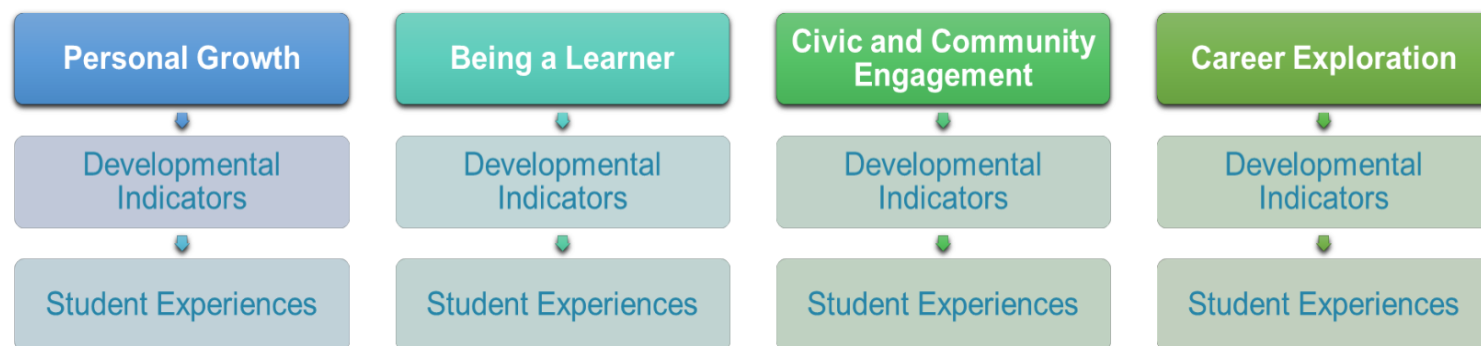 Personal Growth
Being a Learner
Civic and Community
Engagement
Career Exploration
Developmental
Indicators
Developmental
Indicators
Developmental
Indicators
Developmental
Indicators
Student Experiences
Student Experiences
Student Experiences
Student Experiences